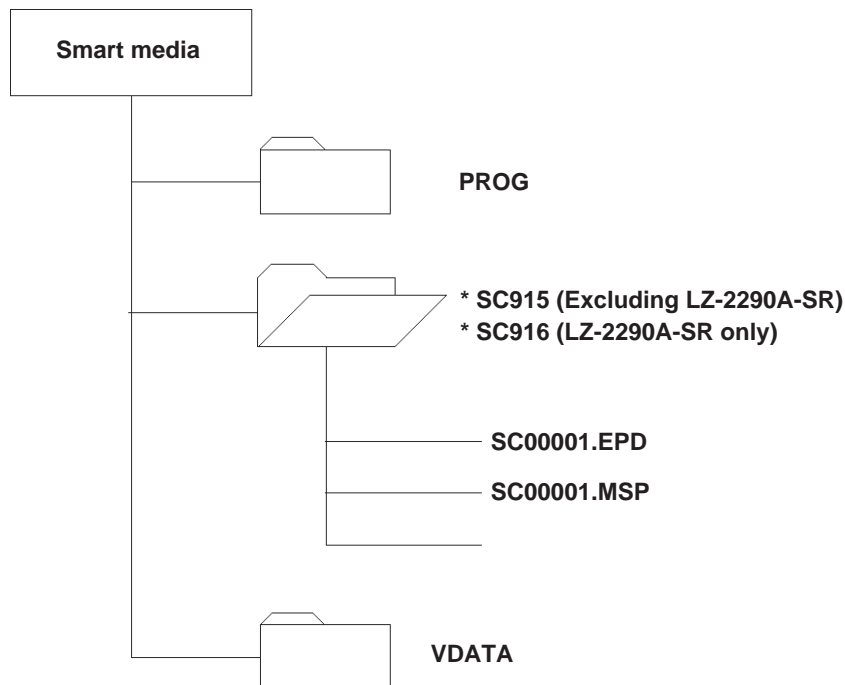 Smart media
PROG
* SC915 (Excluding LZ-2290A-SR)
* SC916 (LZ-2290A-SR only)
SC00001.EPD
SC00001.MSP
VDATA